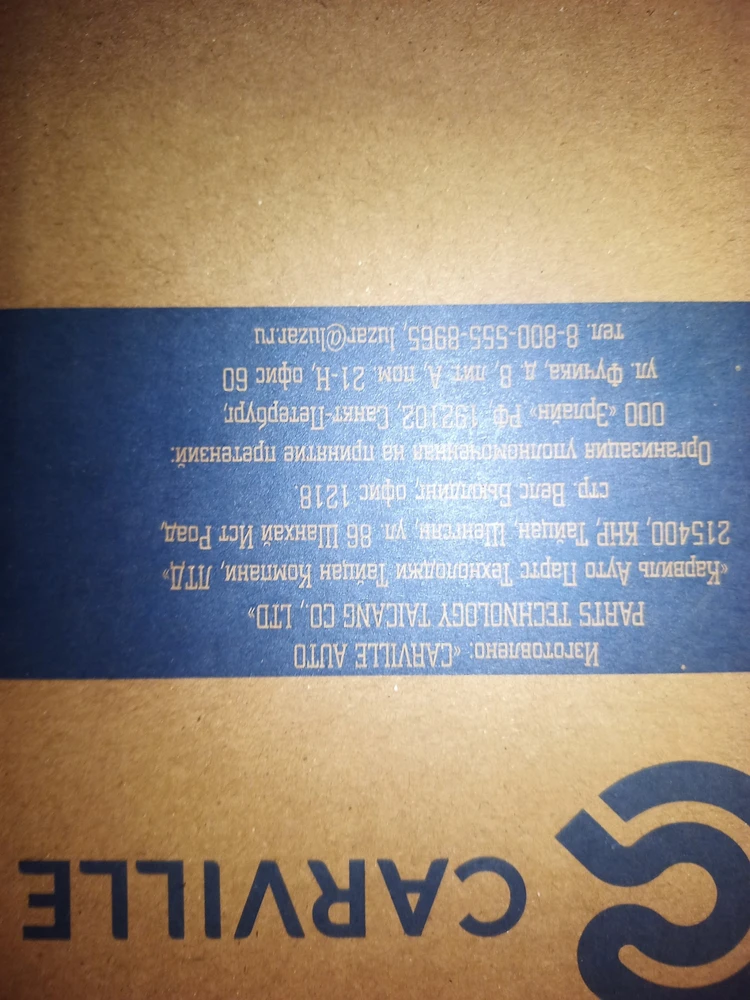 CARVILLE
Изготовлено: «CARVILLE AUTO
PARTS TECHNOLOGY TAICANG CO., LTD»
«Карвиль Ауто Партс Технолоджи Тайцан Компани, ЛТД»
215400, КНР, Тайцан, Шенгсян, ул. 86 Шанхай Ист Роад,
стр. Велс Бьюлдинг, офис 1218.
Организация уполномоченная на принятие претензий:
ООО «Эрлайн» РФ, 192102, Санкт-Петербург,
ул. Фучика, д. 8, лит А, пом. 21-Н, офис 60
тел. 8-800-555-8965, luzar@luzar.ru